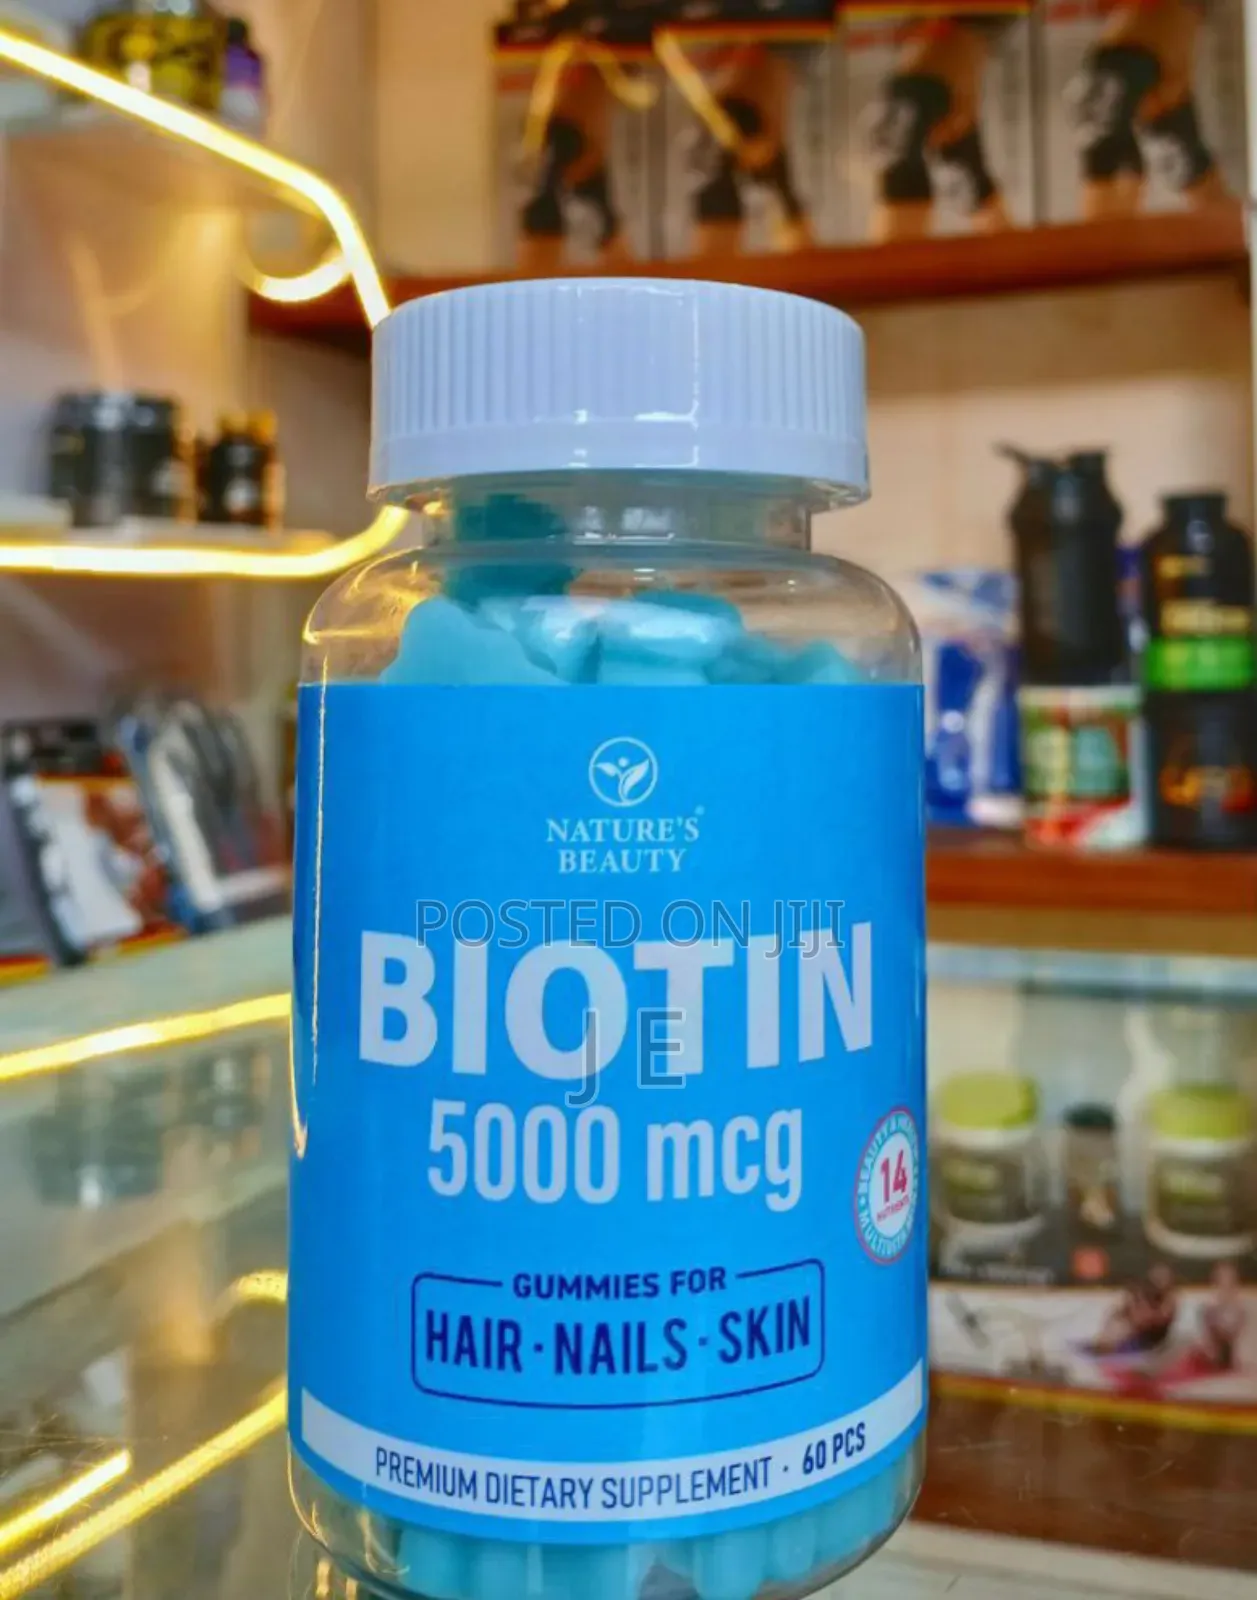 NATURE'S®
BEAUTY
POSTED ON JIJI
BIOTIN
J E
5000 mcg
14
NUTRIENTS
GUMMIES FOR
HAIR · NAILS · SKIN
PREMIUM DIETARY SUPPLEMENT · 60 PCS